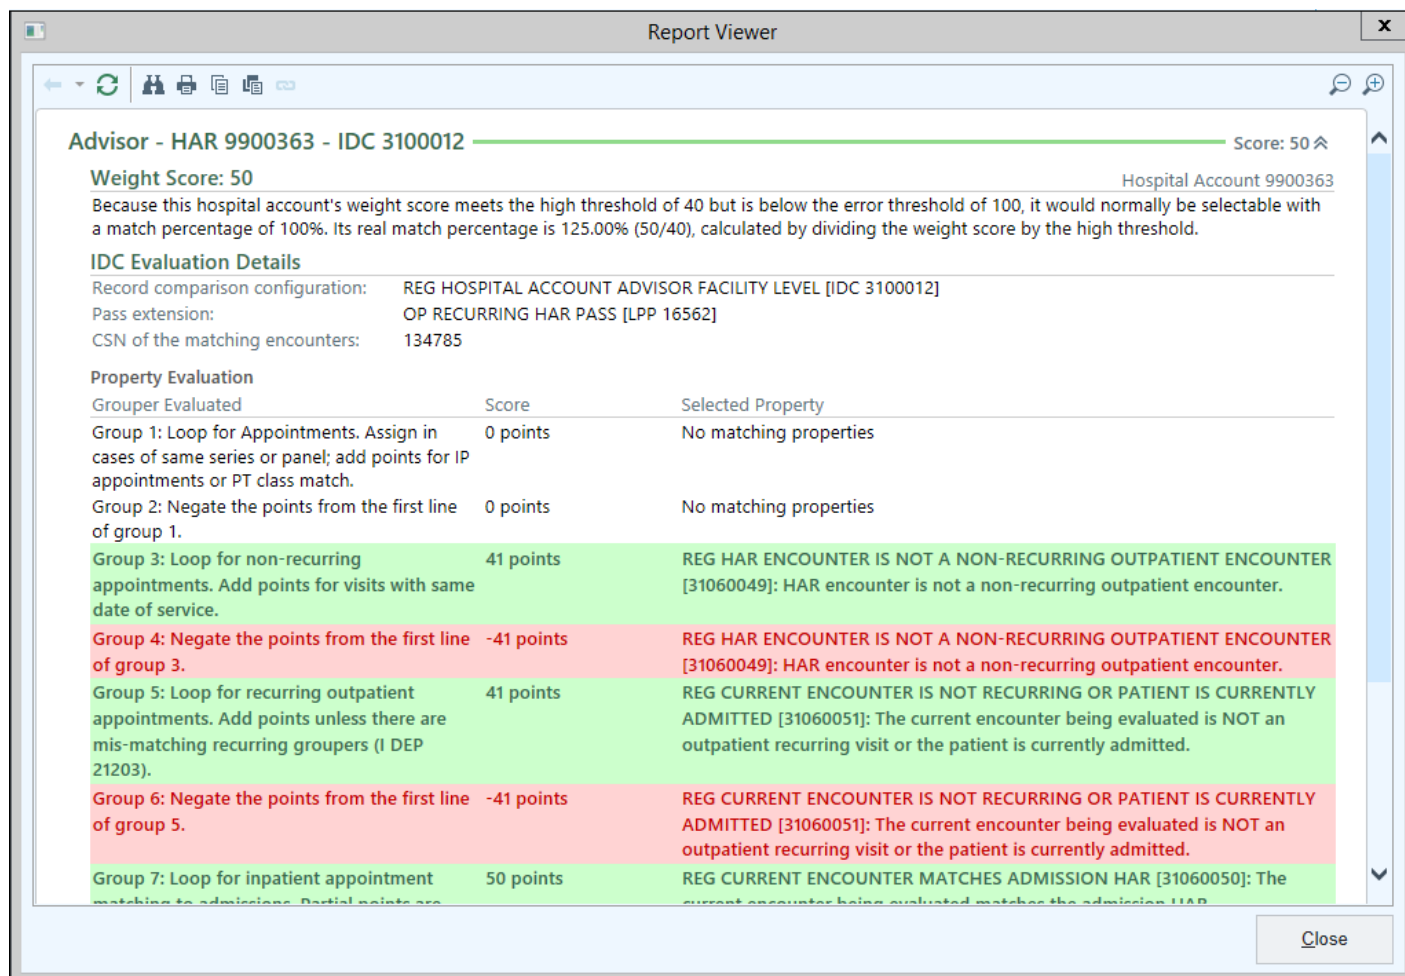 Report Viewer
x
Advisor - HAR 9900363 - IDC 3100012
Score: 50
Weight Score: 50
Hospital Account 9900363
Because this hospital account's weight score meets the high threshold of 40 but is below the error threshold of 100, it would normally be selectable with
a match percentage of 100%. Its real match percentage is 125.00% (50/40), calculated by dividing the weight score by the high threshold.
IDC Evaluation Details
Record comparison configuration: REG HOSPITAL ACCOUNT ADVISOR FACILITY LEVEL [IDC 3100012]
Pass extension: OP RECURRING HAR PASS [LPP 16562]
CSN of the matching encounters: 134785
Property Evaluation
Grouper Evaluated Score Selected Property
Group 1: Loop for Appointments. Assign in 0 points No matching properties
cases of same series or panel; add points for IP
appointments or PT class match.
Group 2: Negate the points from the first line 0 points No matching properties
of group 1.
Group 3: Loop for non-recurring 41 points REG HAR ENCOUNTER IS NOT A NON-RECURRING OUTPATIENT ENCOUNTER
appointments. Add points for visits with same [31060049]: HAR encounter is not a non-recurring outpatient encounter.
date of service.
Group 4: Negate the points from the first line -41 points REG HAR ENCOUNTER IS NOT A NON-RECURRING OUTPATIENT ENCOUNTER
of group 3. [31060049]: HAR encounter is not a non-recurring outpatient encounter.
Group 5: Loop for recurring outpatient 41 points REG CURRENT ENCOUNTER IS NOT RECURRING OR PATIENT IS CURRENTLY
appointments. Add points unless there are ADMITTED [31060051]: The current encounter being evaluated is NOT an
mis-matching recurring groupers (I DEP outpatient recurring visit or the patient is currently admitted.
21203).
Group 6: Negate the points from the first line -41 points REG CURRENT ENCOUNTER IS NOT RECURRING OR PATIENT IS CURRENTLY
of group 5. ADMITTED [31060051]: The current encounter being evaluated is NOT an
outpatient recurring visit or the patient is currently admitted.
Group 7: Loop for inpatient appointment 50 points REG CURRENT ENCOUNTER MATCHES ADMISSION HAR [31060050]: The
matching to admissions. Partial points are current encounter being evaluated matches the admission HAR
Close